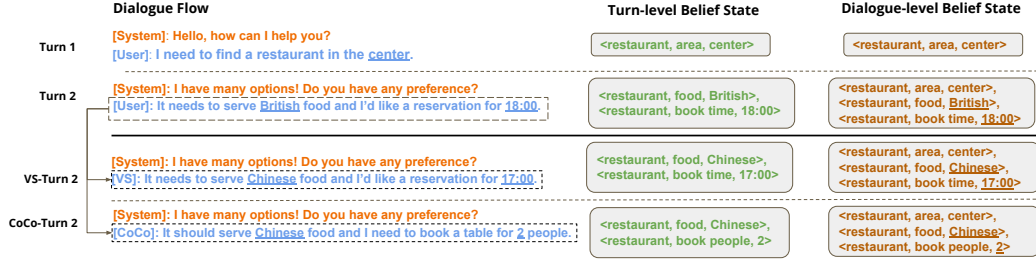 Dialogue Flow
Turn-level Belief State
Dialogue-level Belief State
Turn 1
[System]: Hello, how can I help you?
[User]: I need to find a restaurant in the center.
<restaurant, area, center>
<restaurant, area, center>
Turn 2
[System]: I have many options! Do you have any preference?
[User]: It needs to serve British food and I'd like a reservation for 18:00.
<restaurant, food, British>,
<restaurant, book time, 18:00>
<restaurant, area, center>,
<restaurant, food, British>,
<restaurant, book time, 18:00>
VS-Turn 2
[System]: I have many options! Do you have any preference?
[VS]: It needs to serve Chinese food and I'd like a reservation for 17:00.
<restaurant, food, Chinese>,
<restaurant, book time, 17:00>
<restaurant, area, center>,
<restaurant, food, Chinese>,
<restaurant, book time, 17:00>
CoCo-Turn 2
[System]: I have many options! Do you have any preference?
[CoCo]: It should serve Chinese food and I need to book a table for 2 people.
<restaurant, food, Chinese>,
<restaurant, book people, 2>
<restaurant, area, center>,
<restaurant, food, Chinese>,
<restaurant, book people, 2>